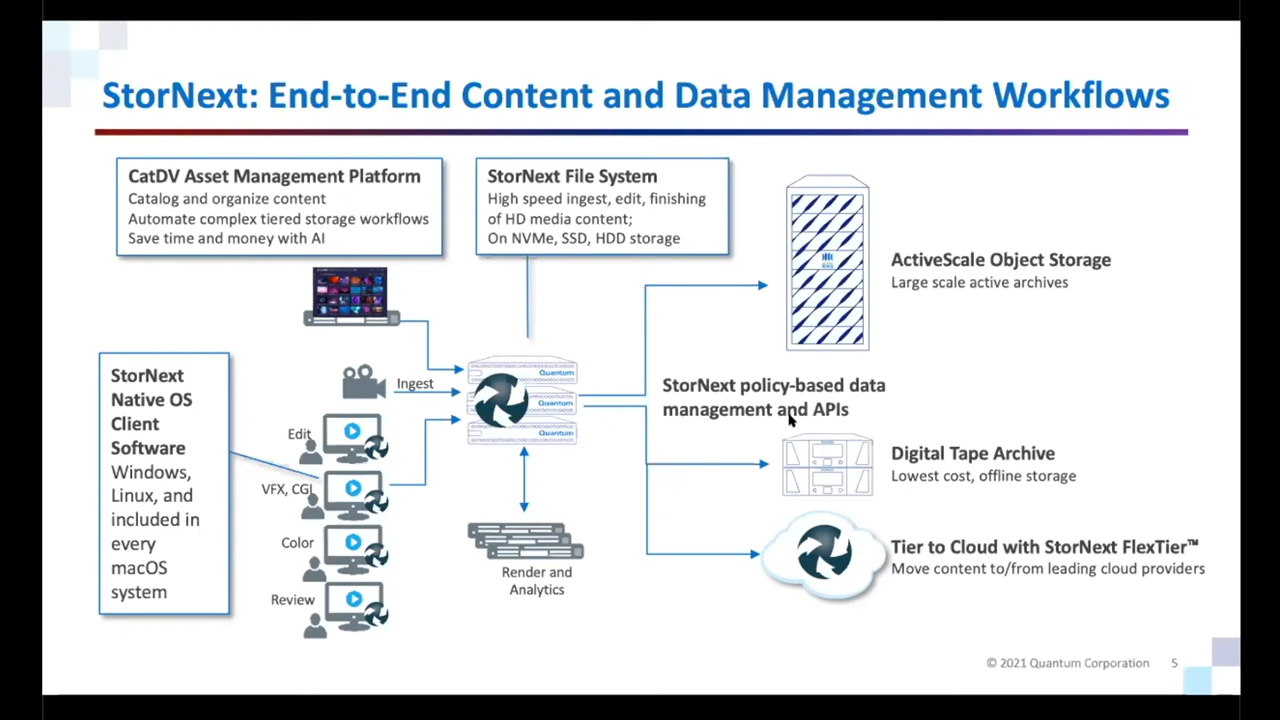 StorNext: End-to-End Content and Data Management Workflows
CatDV Asset Management Platform
Catalog and organize content
Automate complex tiered storage workflows
Save time and money with AI
StorNext File System
High speed ingest, edit, finishing
of HD media content;
On NVMe, SSD, HDD storage
ActiveScale Object Storage
Large scale active archives
StorNext
Native OS
Client
Software
Windows,
Linux, and
included in
every
macOS
system
Ingest
Edit
VFX, CGI
Color
Review
Quantum
Quantum
Quantum
Render and
Analytics
StorNext policy-based data
management and APIs
Digital Tape Archive
Lowest cost, offline storage
Tier to Cloud with StorNext FlexTier™
Move content to/from leading cloud providers
© 2021 Quantum Corporation
5